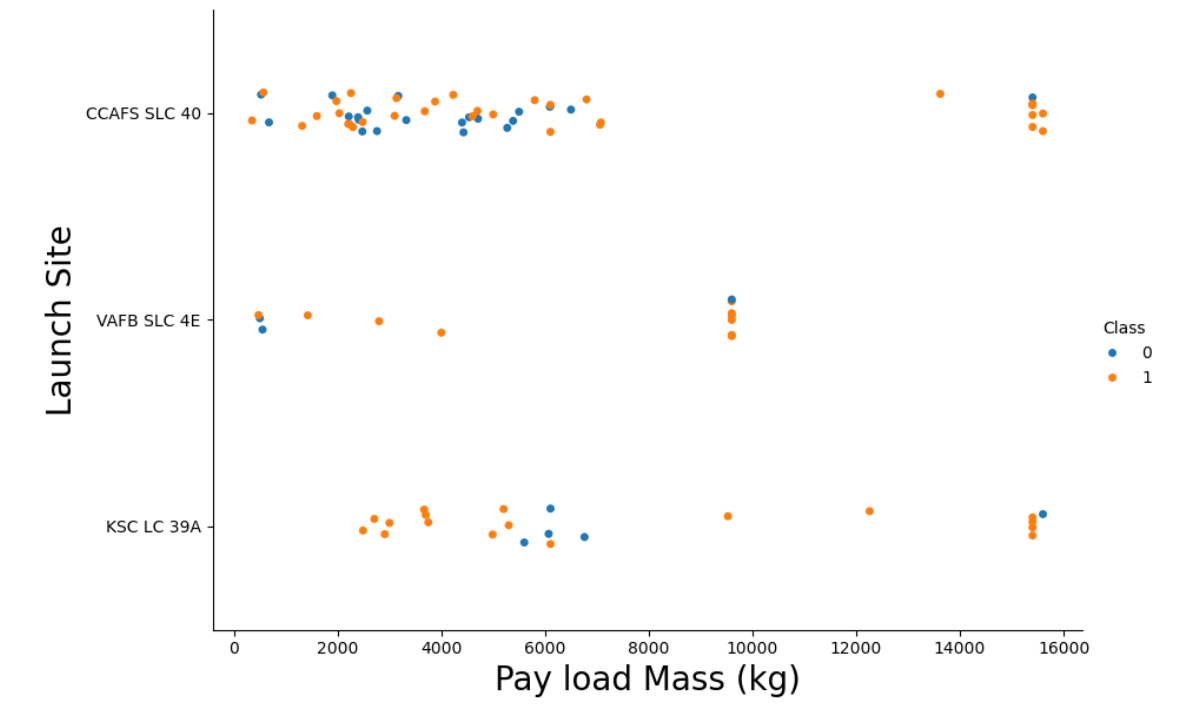 CCAFS SLC 40
VAFB SLC 4E
KSC LC 39A
Launch Site
0 2000 4000 6000 8000 10000 12000 14000 16000
Pay load Mass (kg)
Class
0
1